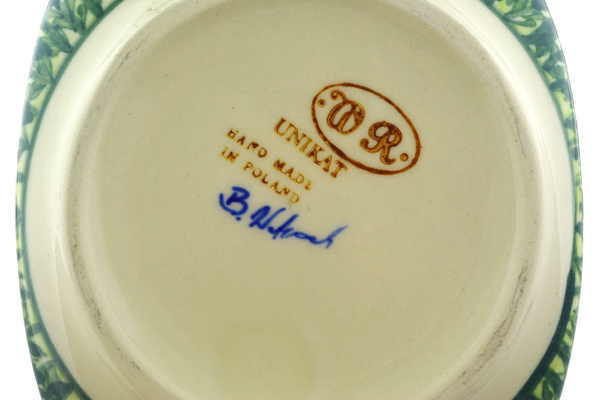 W R
UNIKAT
HAND MADE
IN POLAND
B.